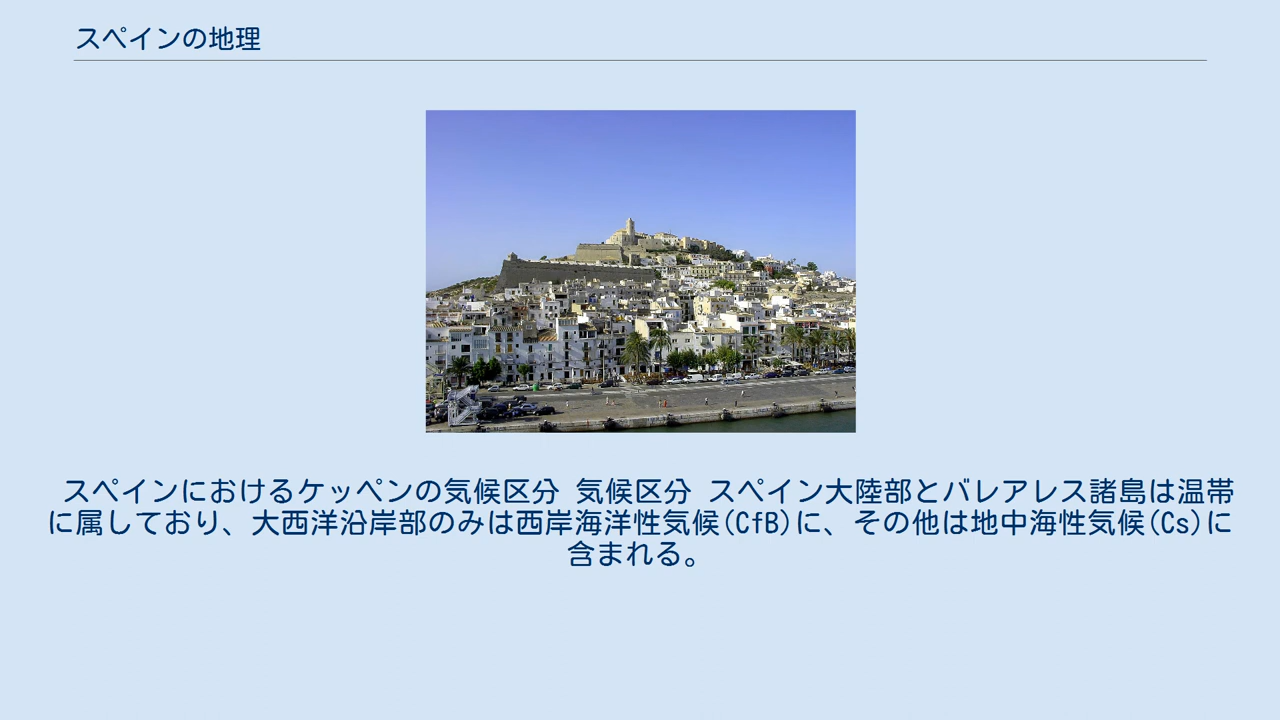 スペインの地理
スペインにおけるケッペンの気候区分 気候区分 スペイン大陸部とバレアレス諸島は温帯
に属しており、大西洋沿岸部のみは西岸海洋性気候(CfB)に、その他は地中海性気候(Cs)に
含まれる。